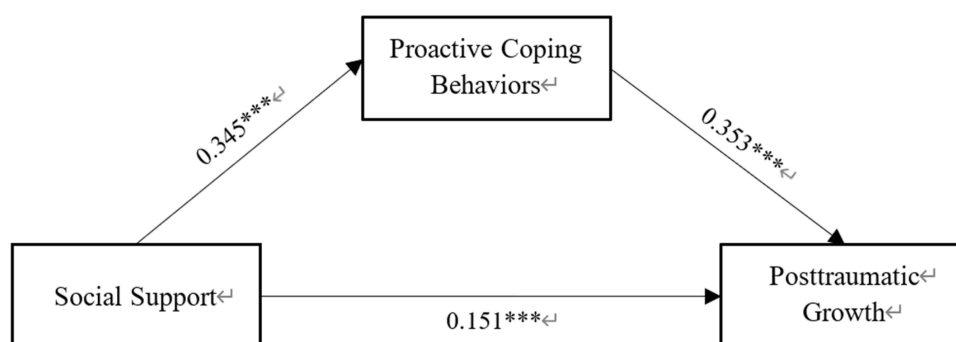 Proactive Coping
Behaviors↵
0.345***↵
0.353***↵
Social Support↵
0.151***↵
Posttraumatic↵
Growth↵